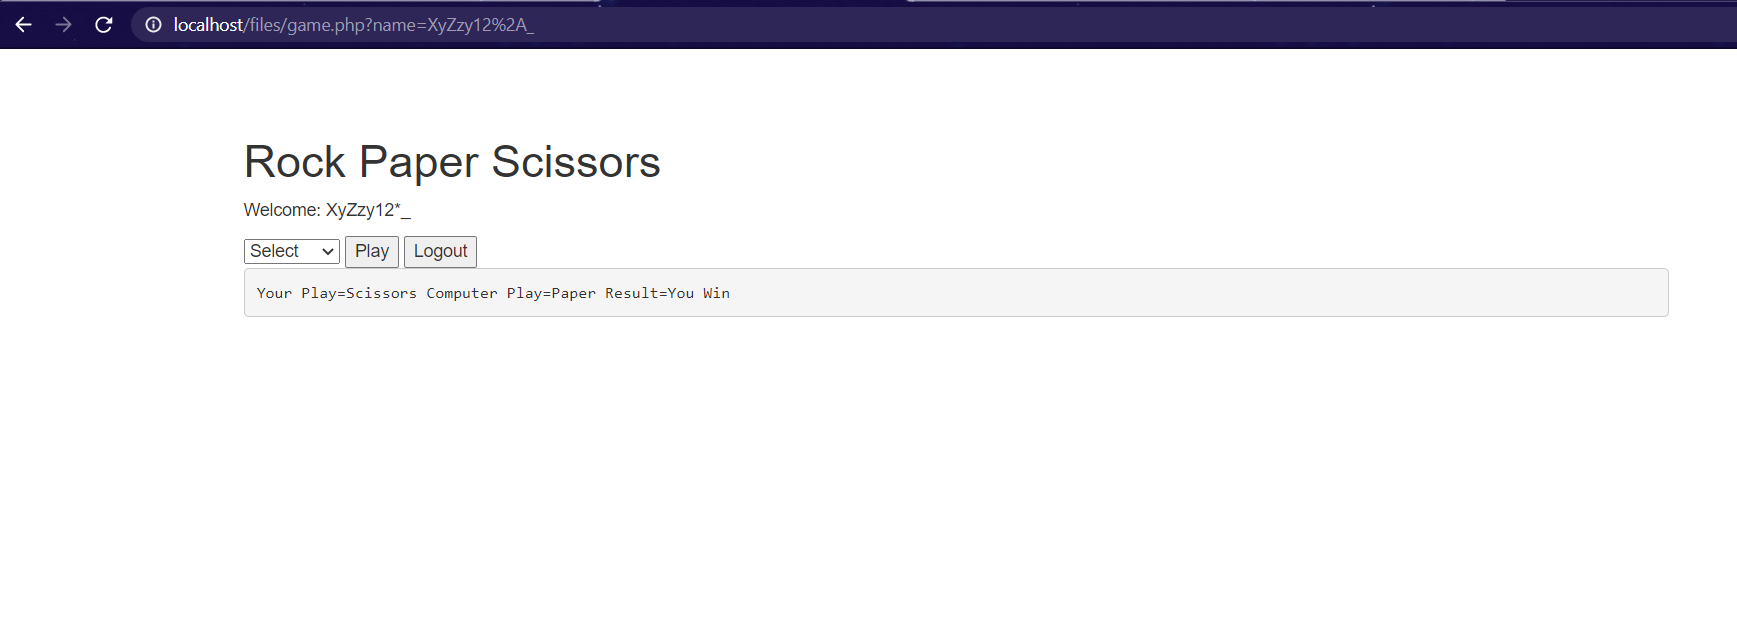 localhost/files/game.php?name=XyZzy12%2A_
Rock Paper Scissors
Welcome: XyZzy12*_
Select Play Logout
Your Play=Scissors Computer Play=Paper Result=You Win